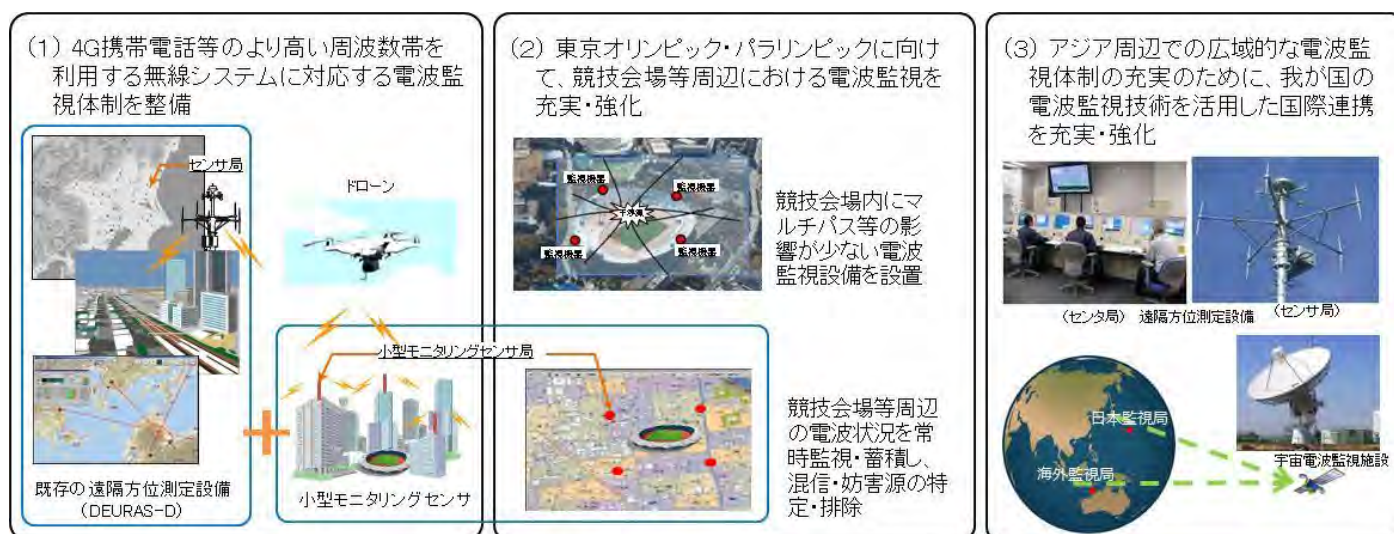 (1) 4G携帯電話等のより高い周波数帯を
利用する無線システムに対応する電波監
視体制を整備
センサ局
ドローン
既存の遠隔方位測定設備
(DEURAS-D)
小型モニタリングセンサ局
小型モニタリングセンサ
(2) 東京オリンピック・パラリンピックに向け
て、競技会場等周辺における電波監視を
充実・強化
監視機器
監視機器
干渉源
監視機器
監視機器
競技会場内にマ
ルチパス等の影
響が少ない電波
監視設備を設置
競技会場等周辺
の電波状況を常
時監視・蓄積し、
混信・妨害源の特
定・排除
(3) アジア周辺での広域的な電波監
視体制の充実のために、我が国の
電波監視技術を活用した国際連携
を充実・強化
(センタ局) 遠隔方位測定設備 (センサ局)
日本監視局
海外監視局
宇宙電波監視施設